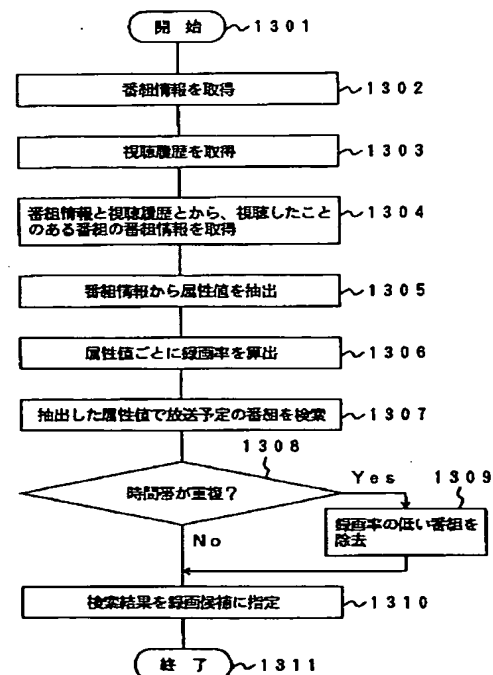 開 始
1301
番組情報を取得
1302
視聴履歴を取得
1303
番組情報と視聴履歴とから、視聴したこと
のある番組の番組情報を取得
1304
番組情報から属性値を抽出
1305
属性値ごとに録画率を算出
1306
抽出した属性値で放送予定の番組を検索
1307
1308
時間帯が重複？
Yes
1309
録画率の低い番組を
除去
No
検索結果を録画候補に指定
1310
終 了
1311